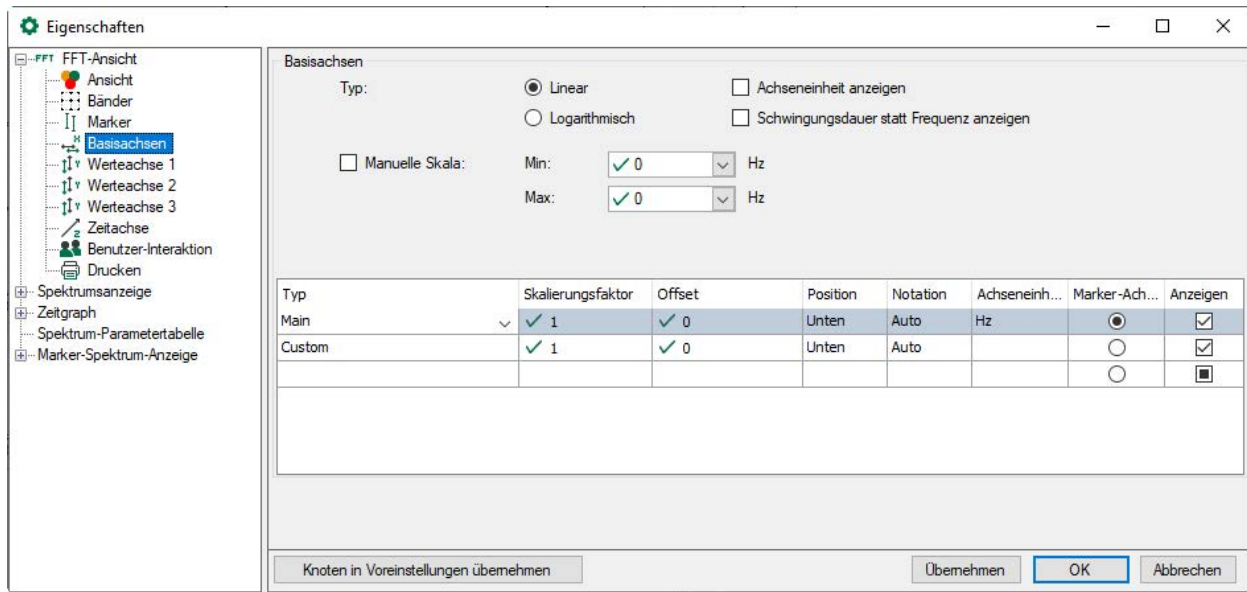 Eigenschaften
FFT FFT-Ansicht
Ansicht
Bänder
Marker
X Basisachsen
Y Werteachse 1
Y Werteachse 2
Y Werteachse 3
Z Zeitachse
Benutzer-Interaktion
Drucken
Spektrumsanzeige
Zeitgraph
Spektrum-Parametertabelle
Marker-Spektrum-Anzeige
Basisachsen
Typ: Linear Achseneinheit anzeigen
Logarithmisch Schwingungsdauer statt Frequenz anzeigen
Manuelle Skala: Min: 0 Hz
Max: 0 Hz
Typ Skalierungsfaktor Offset Position Notation Achseneinh... Marker-Ach... Anzeigen
Main 1 0 Unten Auto Hz
Custom 1 0 Unten Auto
Knoten in Voreinstellungen übernehmen Übernehmen OK Abbrechen